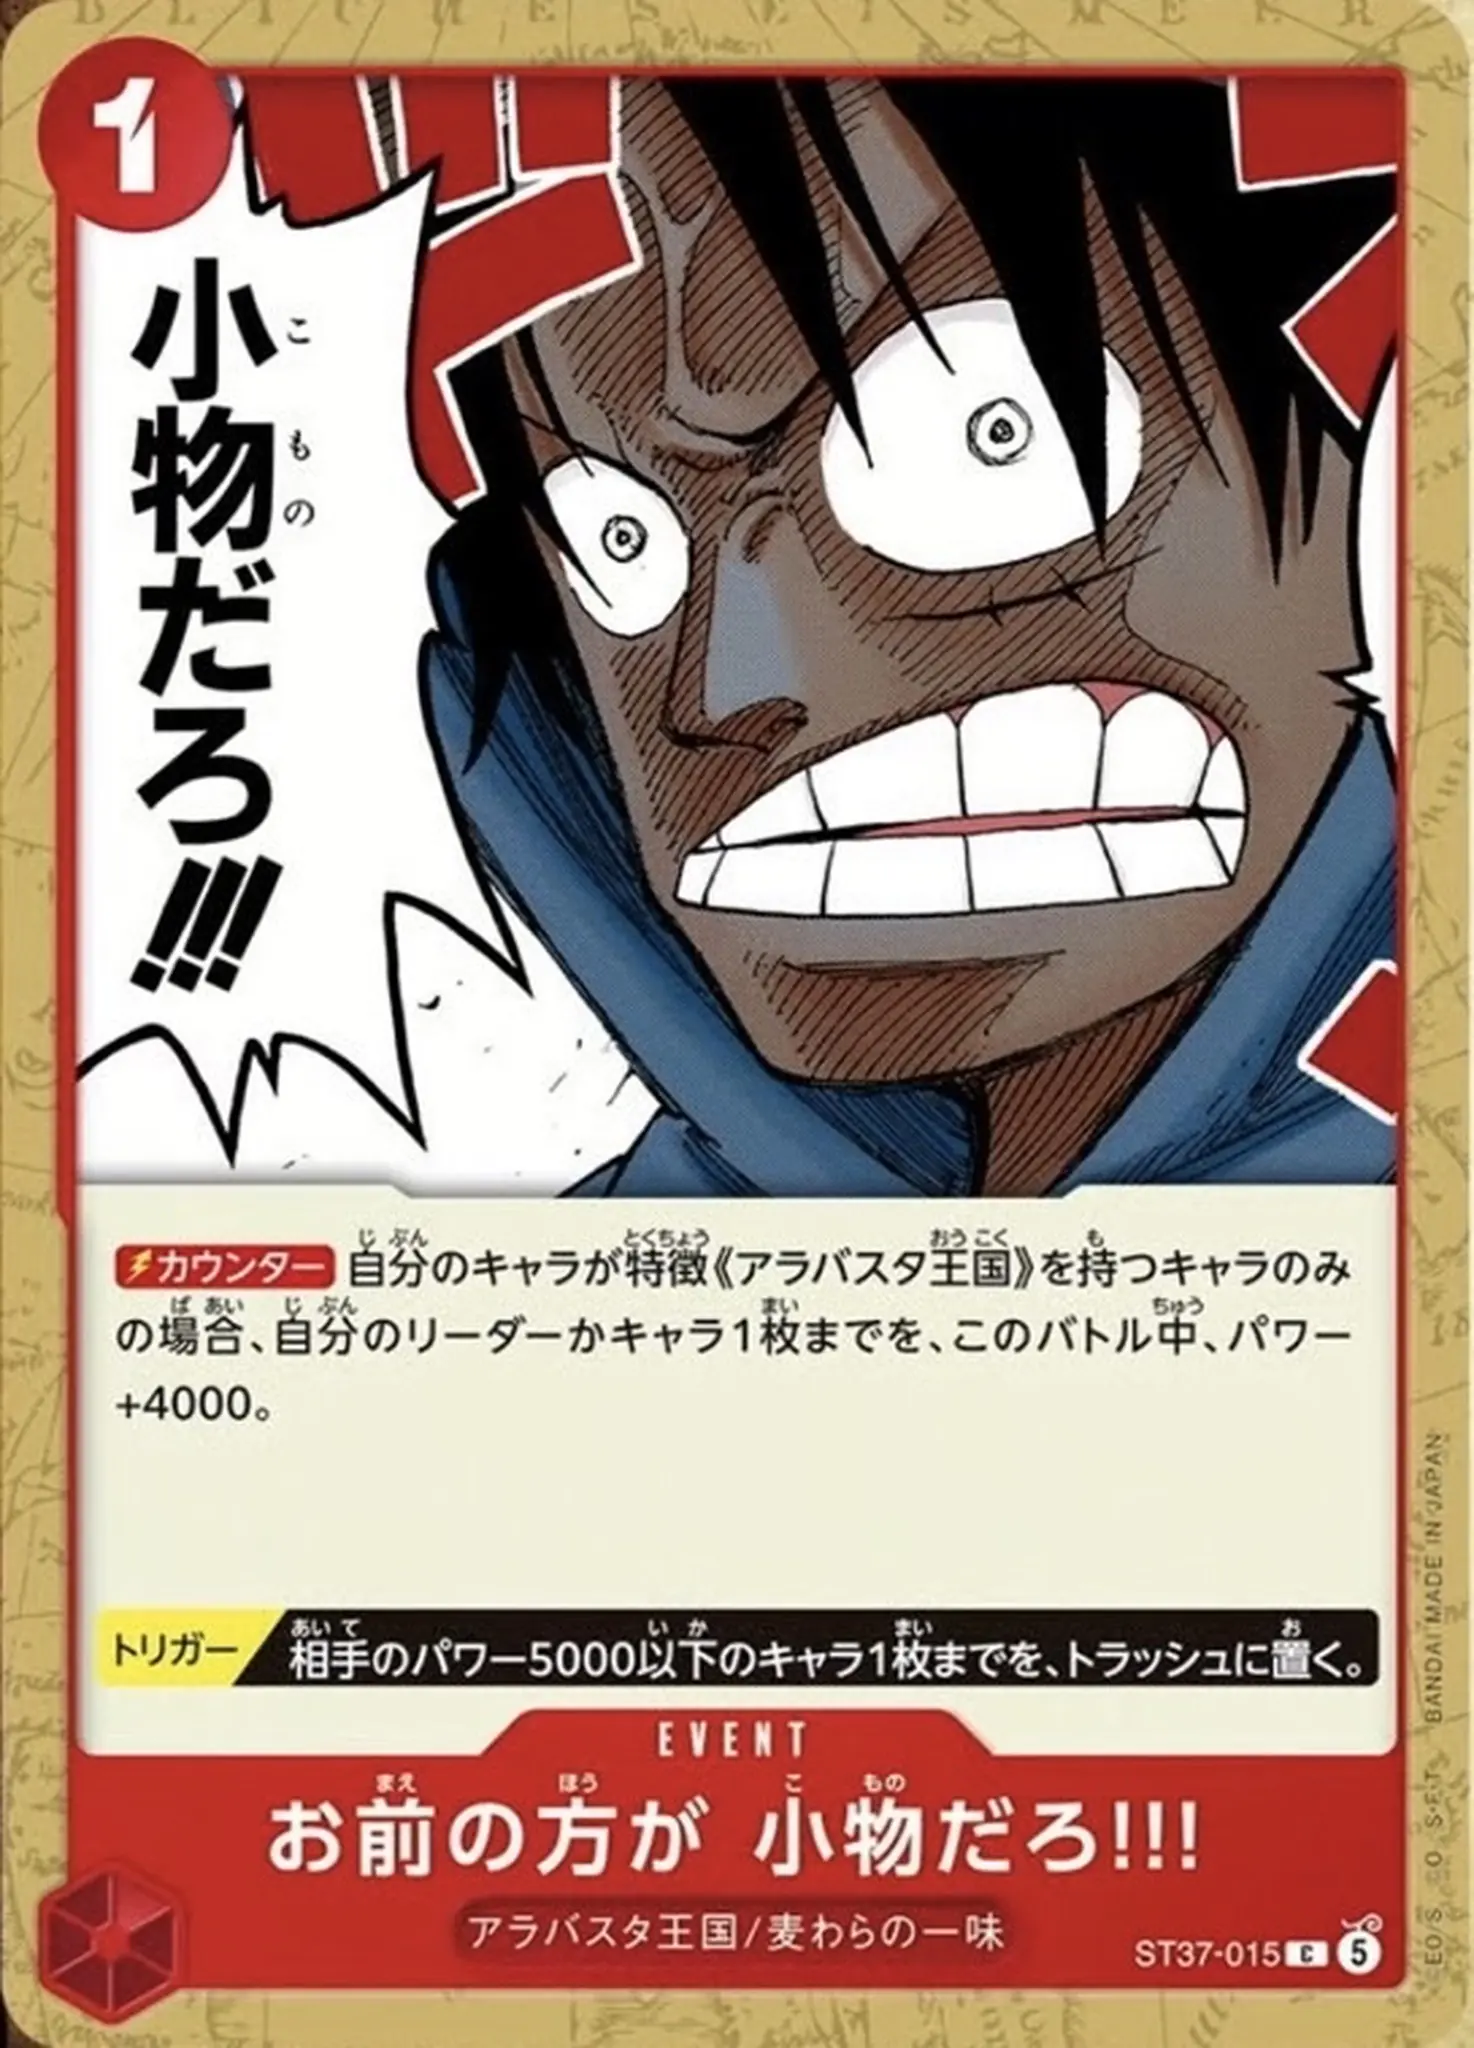 1
小物だろ!!!
カウンター 自分のキャラが特徴《アラバスタ王国》を持つキャラのみ
の場合、自分のリーダーかキャラ1枚までを、このバトル中、パワー
+4000。
トリガー 相手のパワー5000以下のキャラ1枚までを、トラッシュに置く。
EVENT
お前の方が 小物だろ!!!
アラバスタ王国/麦わらの一味
ST37-015 C 5
BANDAI MADE IN JAPAN